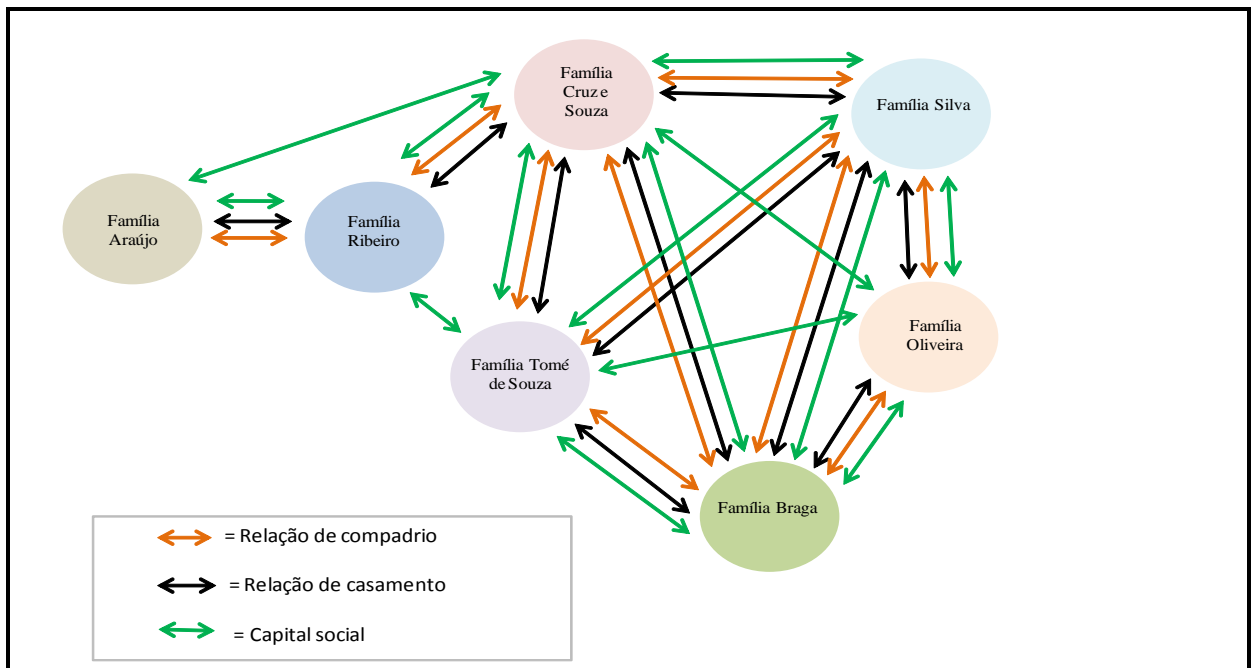 Família
Cruz e
Souza
Família Silva
Família
Araújo
Família
Ribeiro
Família
Oliveira
Família Tomé
de Souza
Família Braga
= Relação de compadrio
= Relação de casamento
= Capital social